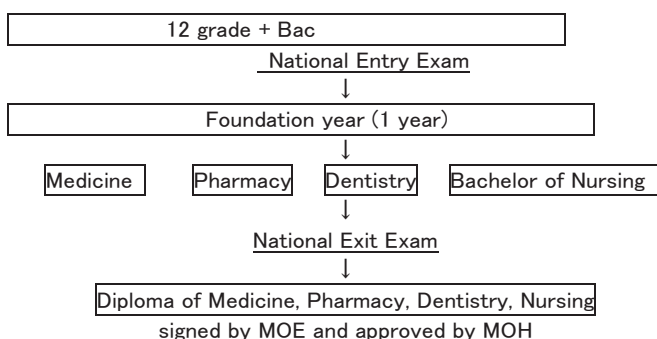 12 grade + Bac
National Entry Exam
↓
Foundation year (1 year)
↓
Medicine Pharmacy Dentistry Bachelor of Nursing
↓
National Exit Exam
↓
Diploma of Medicine, Pharmacy, Dentistry, Nursing
signed by MOE and approved by MOH